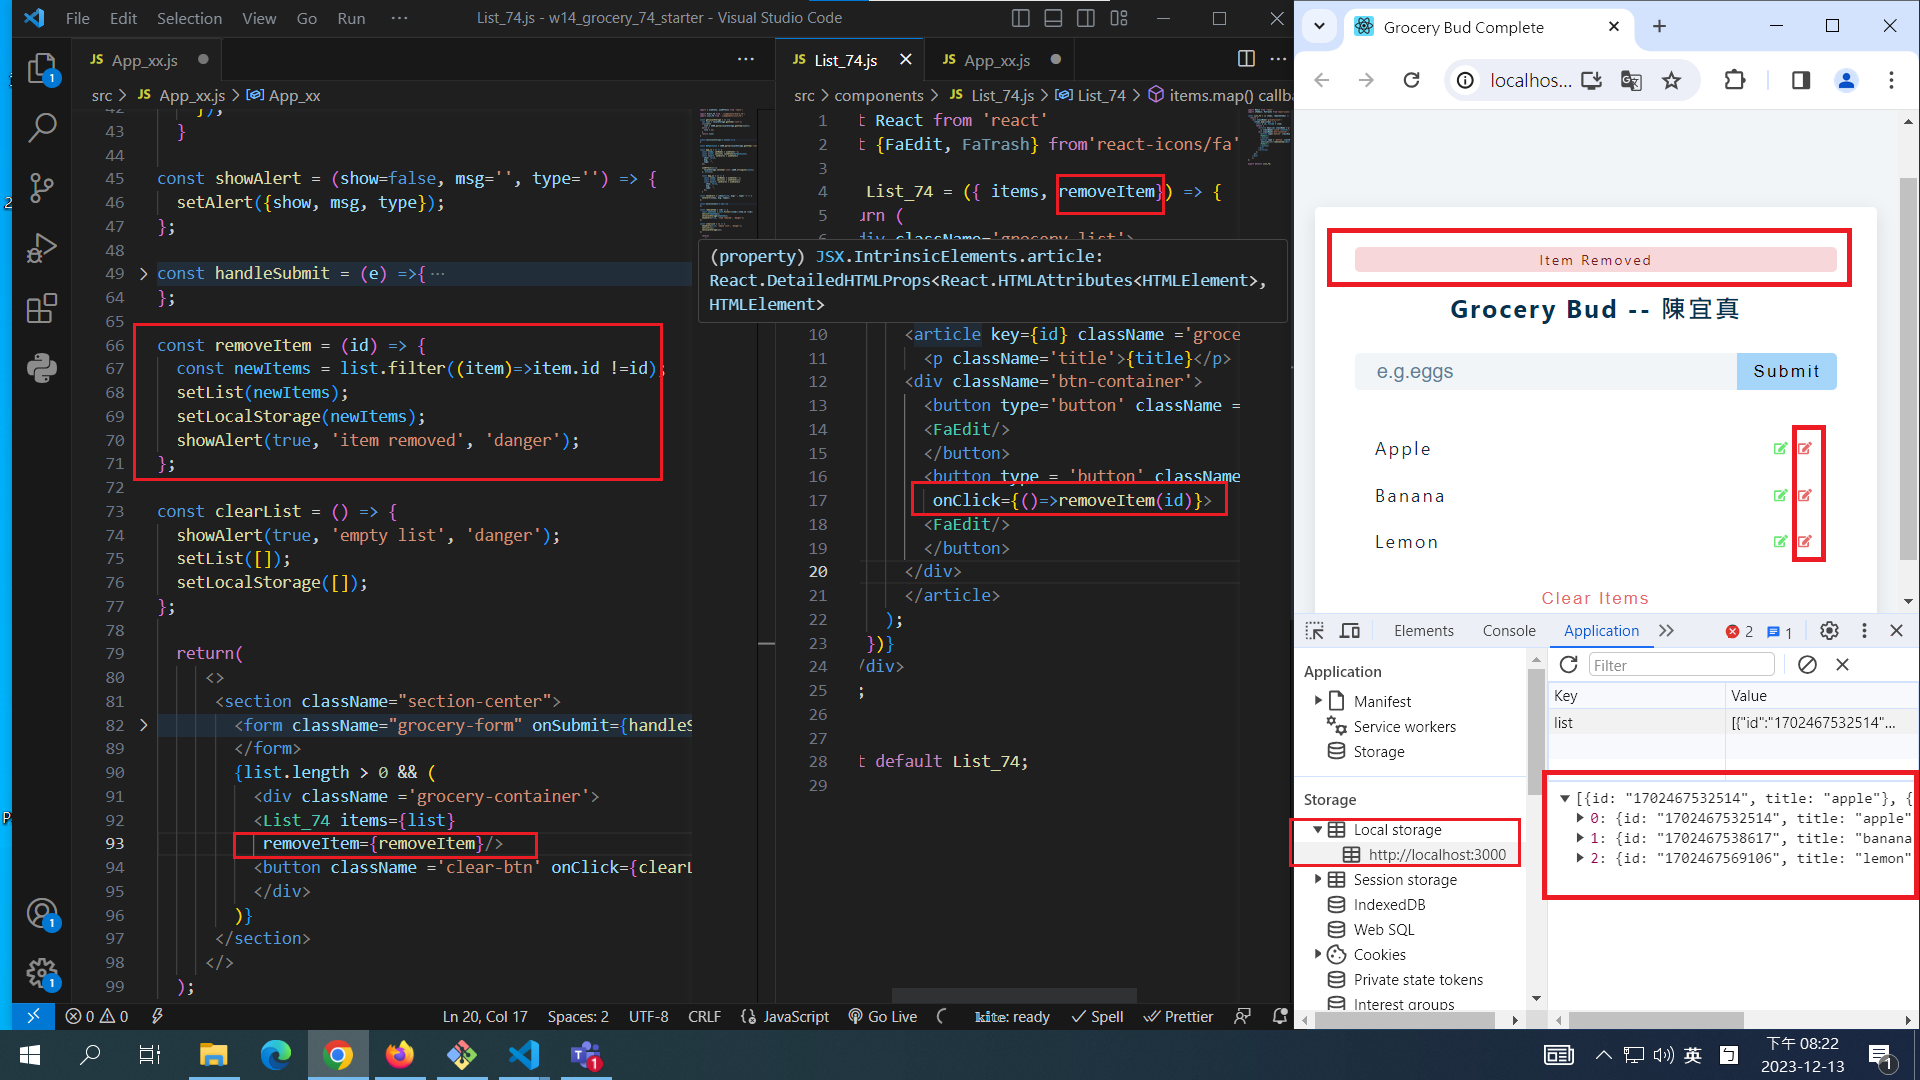 File Edit Selection View Go Run ··· List_74.js - w14_grocery_74_starter - Visual Studio Code
JS App_xx.js
src > JS App_xx.js > App_xx
42 });
43 }
44
45 const showAlert = (show=false, msg='', type='') => {
46 setAlert({show, msg, type});
47 };
48
49 const handleSubmit = (e) =>{ ···
64 };
65
66 const removeItem = (id) => {
67 const newItems = list.filter((item)=>item.id !=id);
68 setList(newItems);
69 setLocalStorage(newItems);
70 showAlert(true, 'item removed', 'danger');
71 };
72
73 const clearList = () => {
74 showAlert(true, 'empty list', 'danger');
75 setList([]);
76 setLocalStorage([]);
77 };
78
79 return(
80 <>
81 <section className="section-center">
82 <form className="grocery-form" onSubmit={handleS
89 </form>
90 {list.length > 0 && (
91 <div className ='grocery-container'>
92 <List_74 items={list}
93 removeItem={removeItem}/>
94 <button className ='clear-btn' onClick={clearL
95 </div>
96 )}
97 </section>
98 </>
99 );
JS List_74.js JS App_xx.js
src > components > JS List_74.js > List_74 > items.map() callba
1 t React from 'react'
2 t {FaEdit, FaTrash} from'react-icons/fa'
3
4 List_74 = ({ items, removeItem}) => {
5 urn (
6 div className='grocery-list'>
(property) JSX.IntrinsicElements.article:
React.DetailedHTMLProps<React.HTMLAttributes<HTMLElement>,
HTMLElement>
10 <article key={id} className ='groce
11 <p className='title'>{title}</p>
12 <div className='btn-container'>
13 <button type='button' className =
14 <FaEdit/>
15 </button>
16 <button type = 'button' className
17 onClick={()=>removeItem(id)}>
18 <FaEdit/>
19 </button>
20 </div>
21 </article>
22 );
23 })}
24 /div>
25 ;
26
27
28 t default List_74;
29
0 0 Ln 20, Col 17 Spaces: 2 UTF-8 CRLF {} JavaScript Go Live kite: ready Spell Prettier
1
1
1
Grocery Bud Complete
localhos...
Item Removed
Grocery Bud -- 陳宜真
e.g.eggs Submit
Apple
Banana
Lemon
Clear Items
Elements Console Application 2 1
Application
Manifest
Service workers
Storage
Storage
Local storage
http://localhost:3000
Session storage
IndexedDB
Web SQL
Cookies
Private state tokens
Interest groups
Filter
Key Value
list [{"id":"1702467532514"...
[{id: "1702467532514", title: "apple"}, {
0: {id: "1702467532514", title: "apple"
1: {id: "1702467538617", title: "banana
2: {id: "1702467569106", title: "lemon"
1
英
下午 08:22
2023-12-13
1